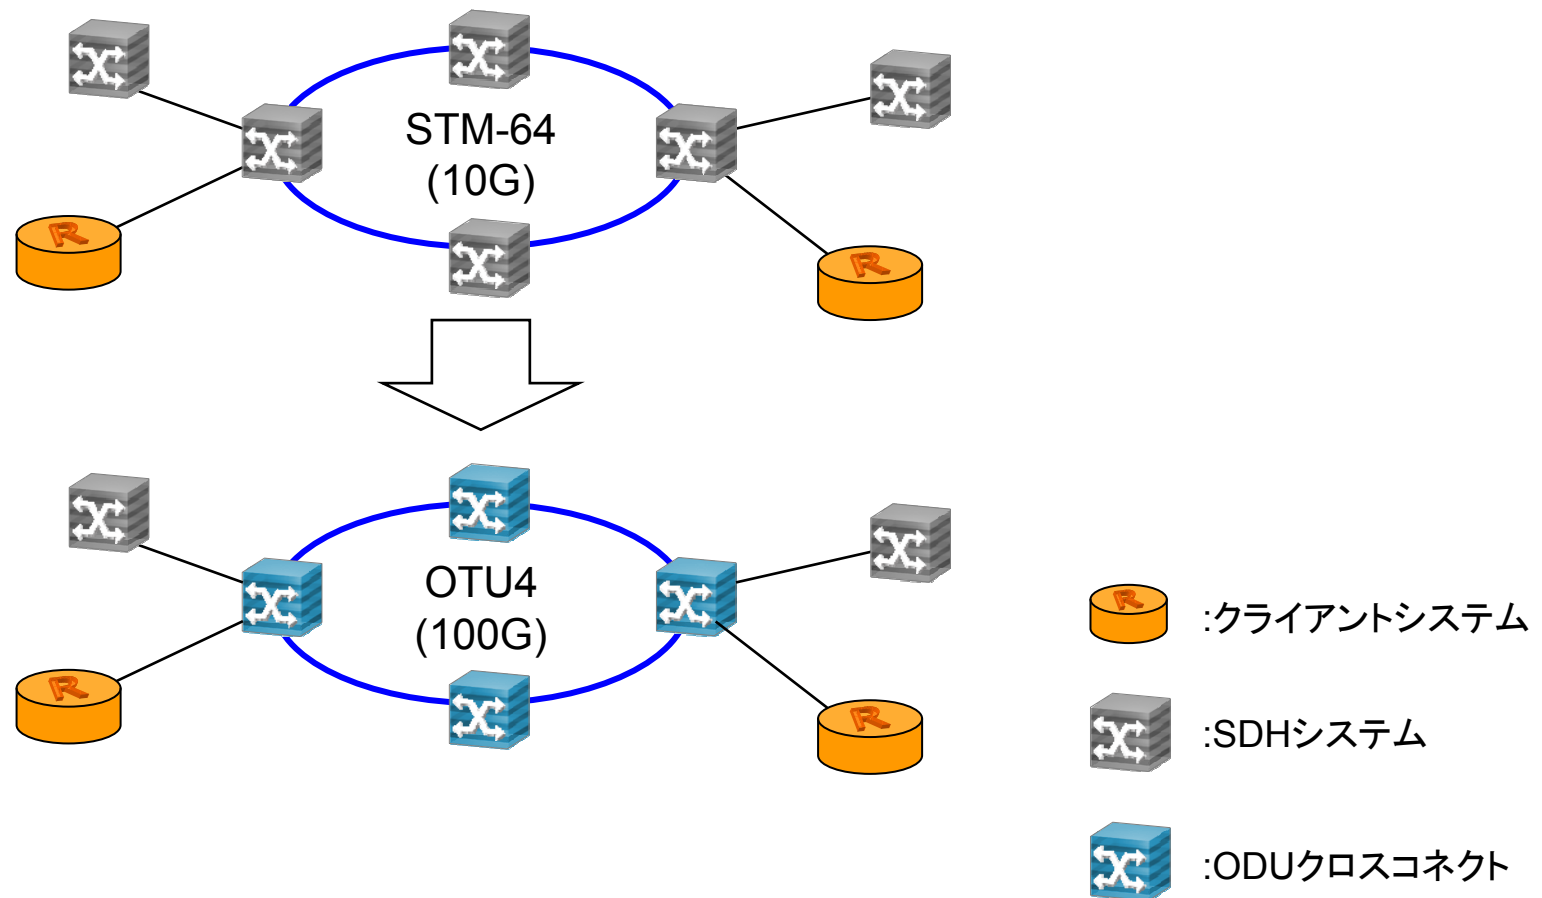 STM-64
(10G)
R
R
OTU4
(100G)
R
R
R
:クライアントシステム
:SDHシステム
:ODUクロスコネクト